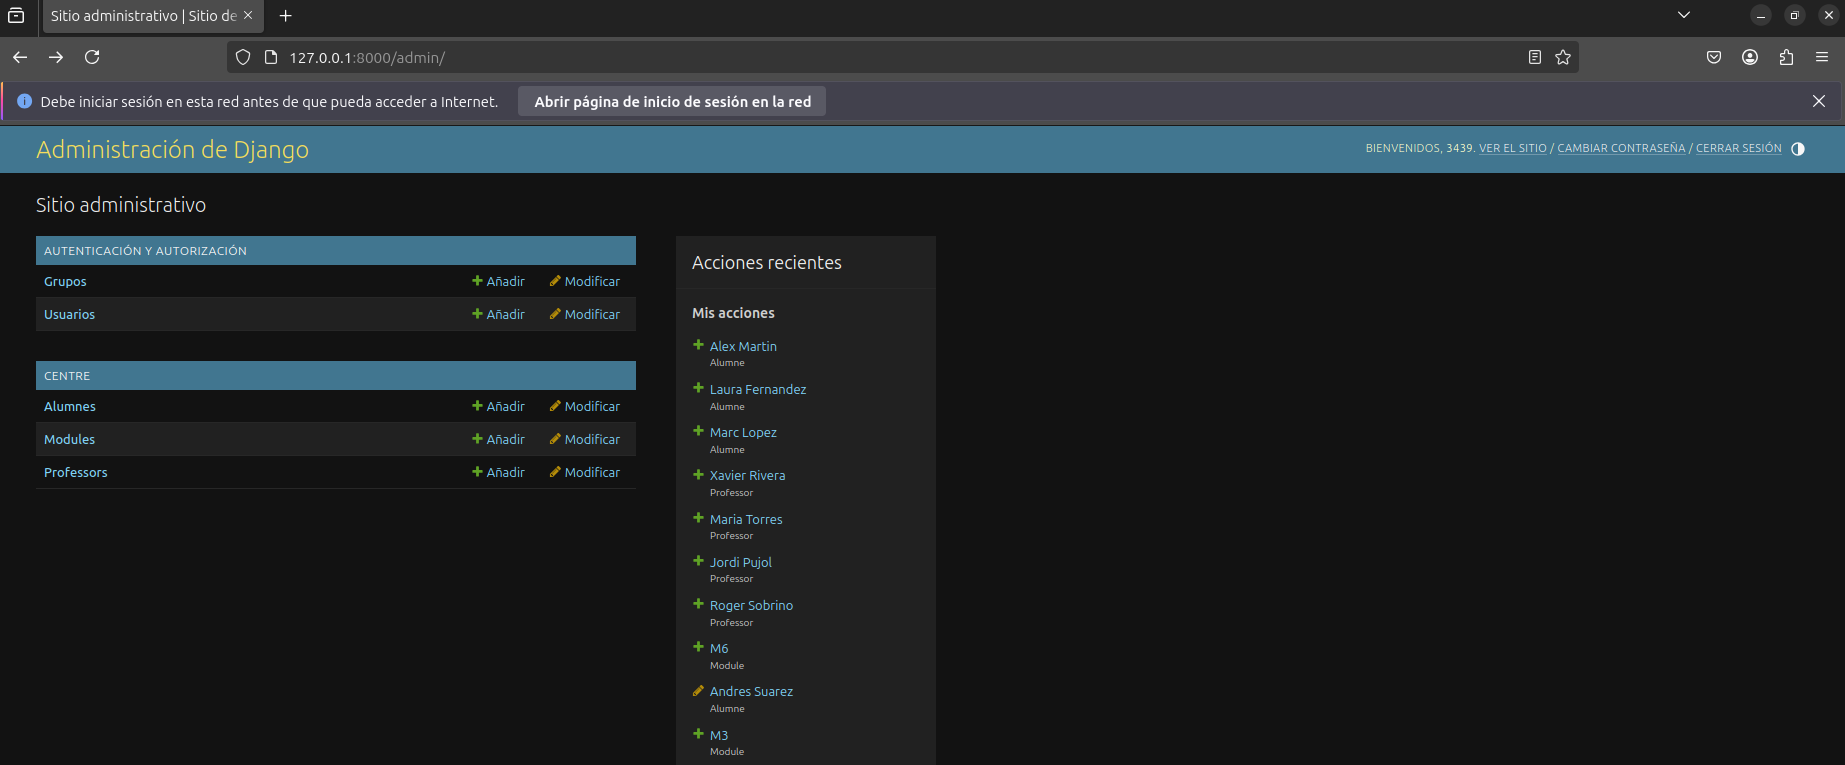 Sitio administrativo | Sitio de
127.0.0.1:8000/admin/
Debe iniciar sesión en esta red antes de que pueda acceder a Internet. Abrir página de inicio de sesión en la red
Administración de Django
BIENVENIDOS, 3439. VER EL SITIO / CAMBIAR CONTRASEÑA / CERRAR SESIÓN
Sitio administrativo
AUTENTICACIÓN Y AUTORIZACIÓN
Grupos Añadir Modificar
Usuarios Añadir Modificar
CENTRE
Alumnes Añadir Modificar
Modules Añadir Modificar
Professors Añadir Modificar
Acciones recientes
Mis acciones
Alex Martin
Alumne
Laura Fernandez
Alumne
Marc Lopez
Alumne
Xavier Rivera
Professor
Maria Torres
Professor
Jordi Pujol
Professor
Roger Sobrino
Professor
M6
Module
Andres Suarez
Alumne
M3
Module